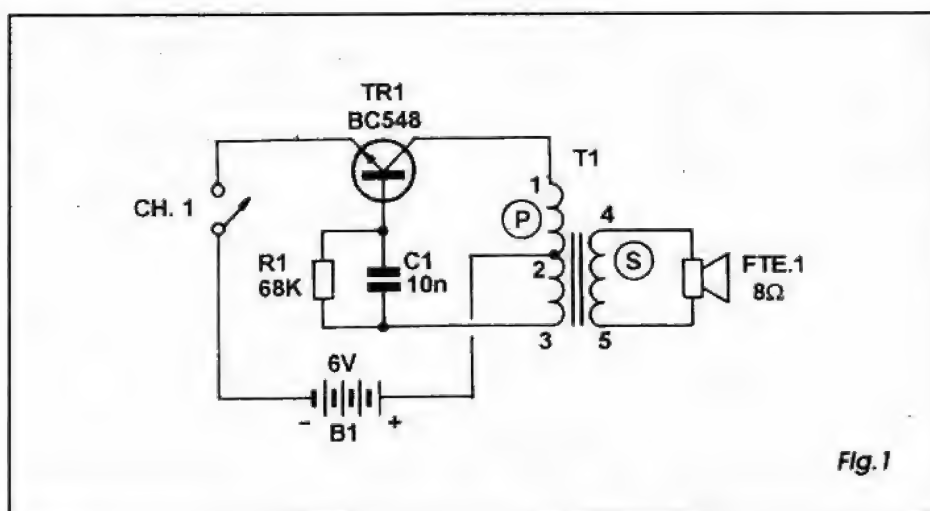 TR1
BC548
T1
1
P
4
CH. 1
2
S
R1
68K
C1
10n
FTE.1
8Ω
3
5
6V
- +
B1
Fig.1